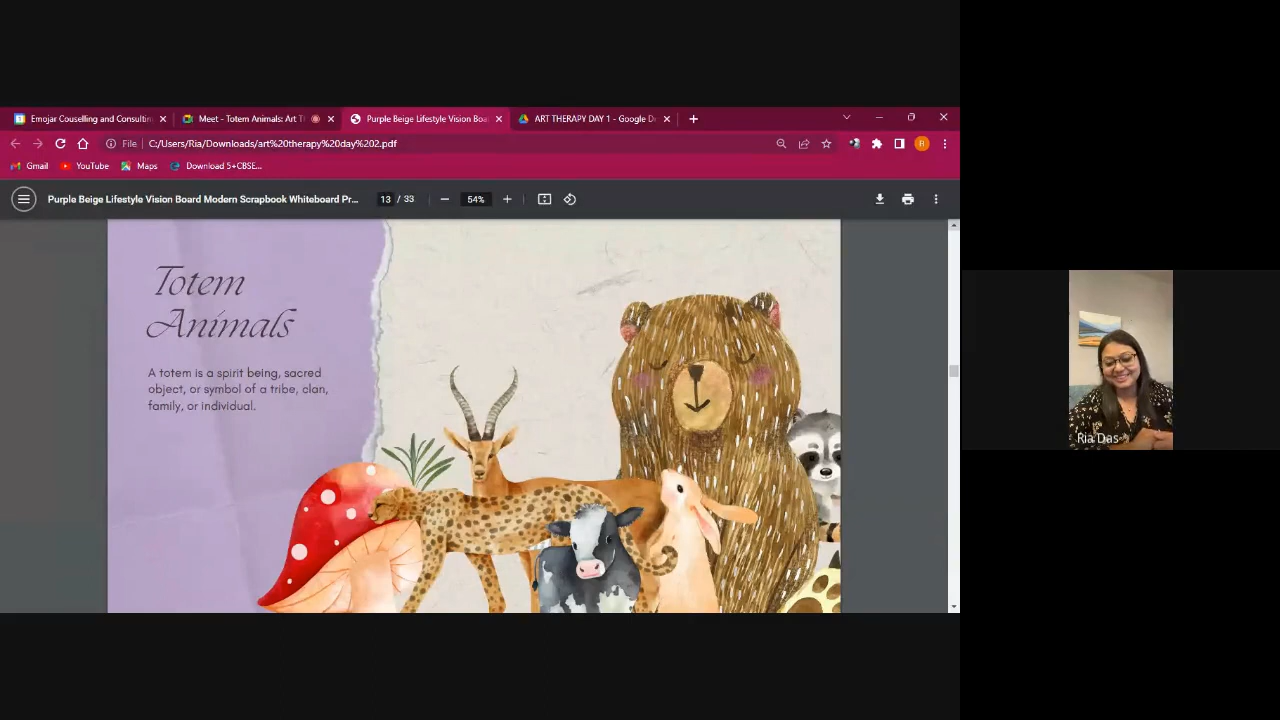 Emojar Couselling and Consultin
Meet - Totem Animals: Art T
Purple Beige Lifestyle Vision Boa
ART THERAPY DAY 1 - Google D
File
C:/Users/Ria/Downloads/art%20therapy%20day%202.pdf
R
Gmail
YouTube
Maps
Download 5+CBSE...
Purple Beige Lifestyle Vision Board Modern Scrapbook Whiteboard Pr...
13 / 33
54%
Totem
Animals
A totem is a spirit being, sacred
object, or symbol of a tribe, clan,
family, or individual.
Ria Das